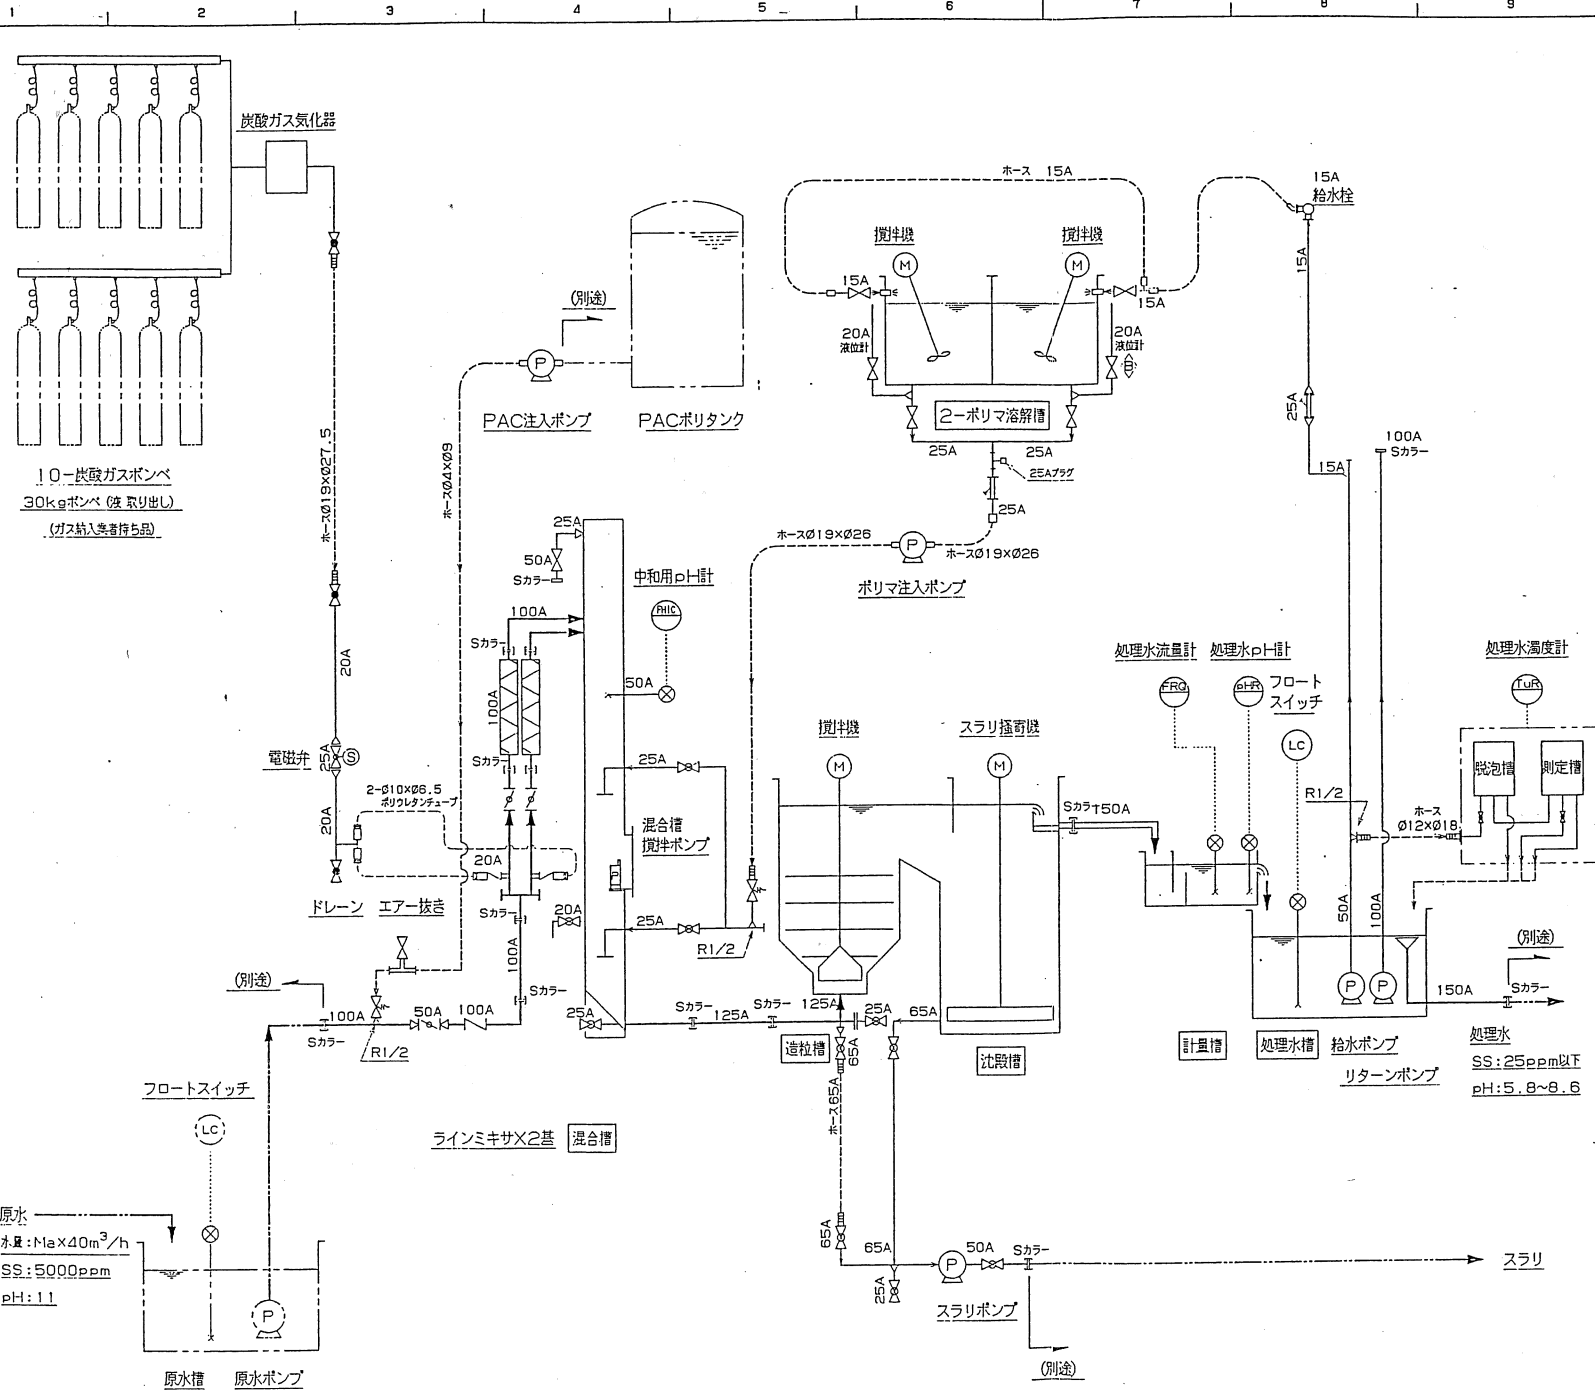 1 2 3 4 5 6 7 8 9
炭酸ガス気化器
10-炭酸ガスボンベ
30kgボンベ (液 取り出し)
(ガス納入業者持ち品)
ホースØ19×Ø27.5
20A
電磁弁
25A
S
20A
2-Ø10×Ø6.5
ポリウレタンチューブ
ドレーン
エアー抜き
(別途)
P
PAC注入ポンプ
PACポリタンク
ホースØ4×Ø9
ホース 15A
15A
給水栓
撹拌機
撹拌機
M
M
15A
15A
20A
液位計
20A
液位計
B
2-ポリマ溶解槽
25A
25A
25Aプラグ
25A
ホースØ19×Ø26
P
ホースØ19×Ø26
ポリマ注入ポンプ
15A
25A
15A
100A
Sカラー
25A
50A
Sカラー
中和用pH計
PHIC
50A
100A
Sカラー
100A
Sカラー
20A
Sカラー
100A
Sカラー
25A
混合槽
撹拌ポンプ
P
20A
25A
R1/2
25A
Sカラー
125A
Sカラー
125A
25A
65A
撹拌機
M
スラリ掻寄機
M
Sカラー
150A
処理水流量計
FRQ
処理水pH計
pHR
フロート
スイッチ
LC
処理水濁度計
TuR
脱泡槽
測定槽
R1/2
ホース
Ø12×Ø18
50A
100A
P
P
(別途)
150A
Sカラー
処理水
SS:25ppm以下
pH:5.8~8.6
計量槽
処理水槽
給水ポンプ
リターンポンプ
造粒槽
沈殿槽
65A
ホース65A
65A
65A
25A
P
50A
Sカラー
スラリ
スラリポンプ
(別途)
(別途)
100A
50A
100A
Sカラー
R1/2
ラインミキサX2基
混合槽
フロートスイッチ
LC
原水
水量:Max40m³/h
SS:5000ppm
pH:11
P
原水槽
原水ポンプ